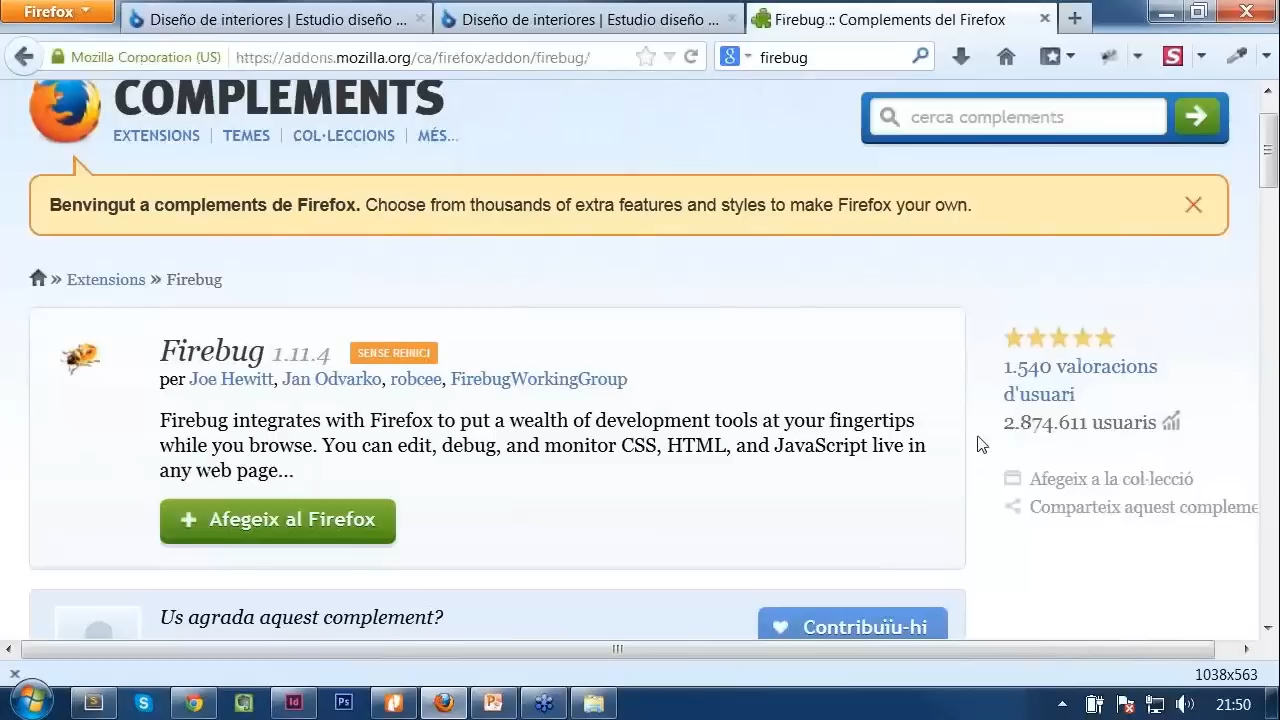 Firefox
Diseño de interiores | Estudio diseño ...
Diseño de interiores | Estudio diseño ...
Firebug :: Complements del Firefox
Mozilla Corporation (US)
https://addons.mozilla.org/ca/firefox/addon/firebug/
firebug
COMPLEMENTS
EXTENSIONS
TEMES
COL·LECCIONS
MÉS...
cerca complements
Benvingut a complements de Firefox. Choose from thousands of extra features and styles to make Firefox your own.
» Extensions » Firebug
Firebug 1.11.4 SENSE REINICI
per Joe Hewitt, Jan Odvarko, robcee, FirebugWorkingGroup
Firebug integrates with Firefox to put a wealth of development tools at your fingertips
while you browse. You can edit, debug, and monitor CSS, HTML, and JavaScript live in
any web page...
Afegeix al Firefox
1.540 valoracions
d'usuari
2.874.611 usuaris
Afegeix a la col·lecció
Comparteix aquest compleme
Us agrada aquest complement?
Contribuïu-hi
1038x563
21:50